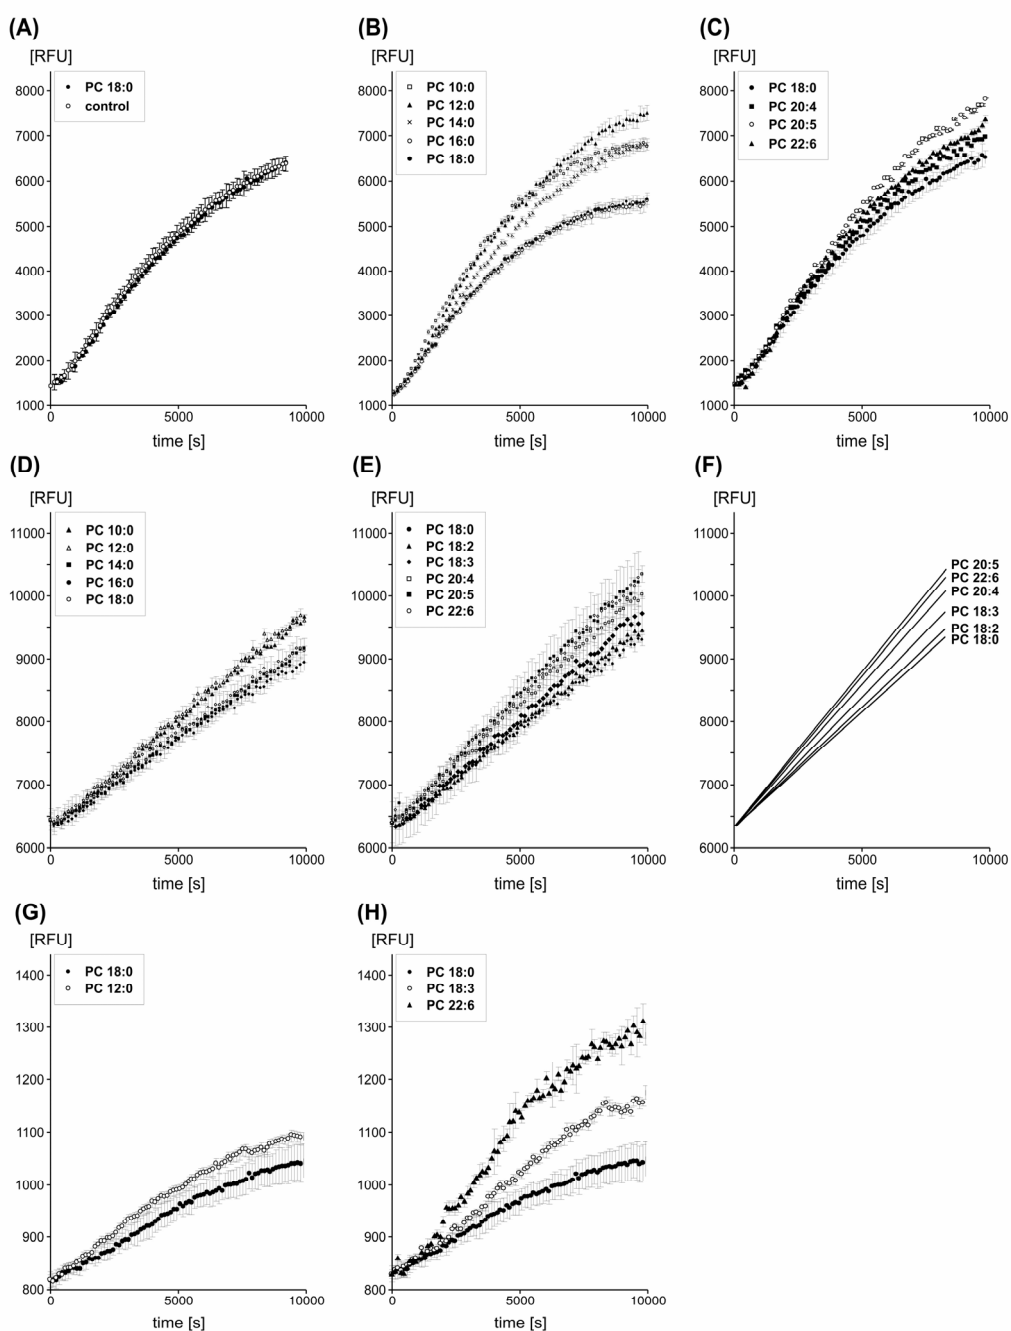 (A)
[RFU]
PC 18:0
control
8000
7000
6000
5000
4000
3000
2000
1000
0
5000
10000
time [s]
(B)
[RFU]
PC 10:0
PC 12:0
PC 14:0
PC 16:0
PC 18:0
8000
7000
6000
5000
4000
3000
2000
1000
0
5000
10000
time [s]
(C)
[RFU]
PC 18:0
PC 20:4
PC 20:5
PC 22:6
8000
7000
6000
5000
4000
3000
2000
1000
0
5000
10000
time [s]
(D)
[RFU]
PC 10:0
PC 12:0
PC 14:0
PC 16:0
PC 18:0
11000
10000
9000
8000
7000
6000
0
5000
10000
time [s]
(E)
[RFU]
PC 18:0
PC 18:2
PC 18:3
PC 20:4
PC 20:5
PC 22:6
11000
10000
9000
8000
7000
6000
0
5000
10000
time [s]
(F)
[RFU]
11000
10000
9000
8000
7000
6000
PC 20:5
PC 22:6
PC 20:4
PC 18:3
PC 18:2
PC 18:0
0
5000
10000
time [s]
(G)
[RFU]
PC 18:0
PC 12:0
1400
1300
1200
1100
1000
900
800
0
5000
10000
time [s]
(H)
[RFU]
PC 18:0
PC 18:3
PC 22:6
1400
1300
1200
1100
1000
900
800
0
5000
10000
time [s]